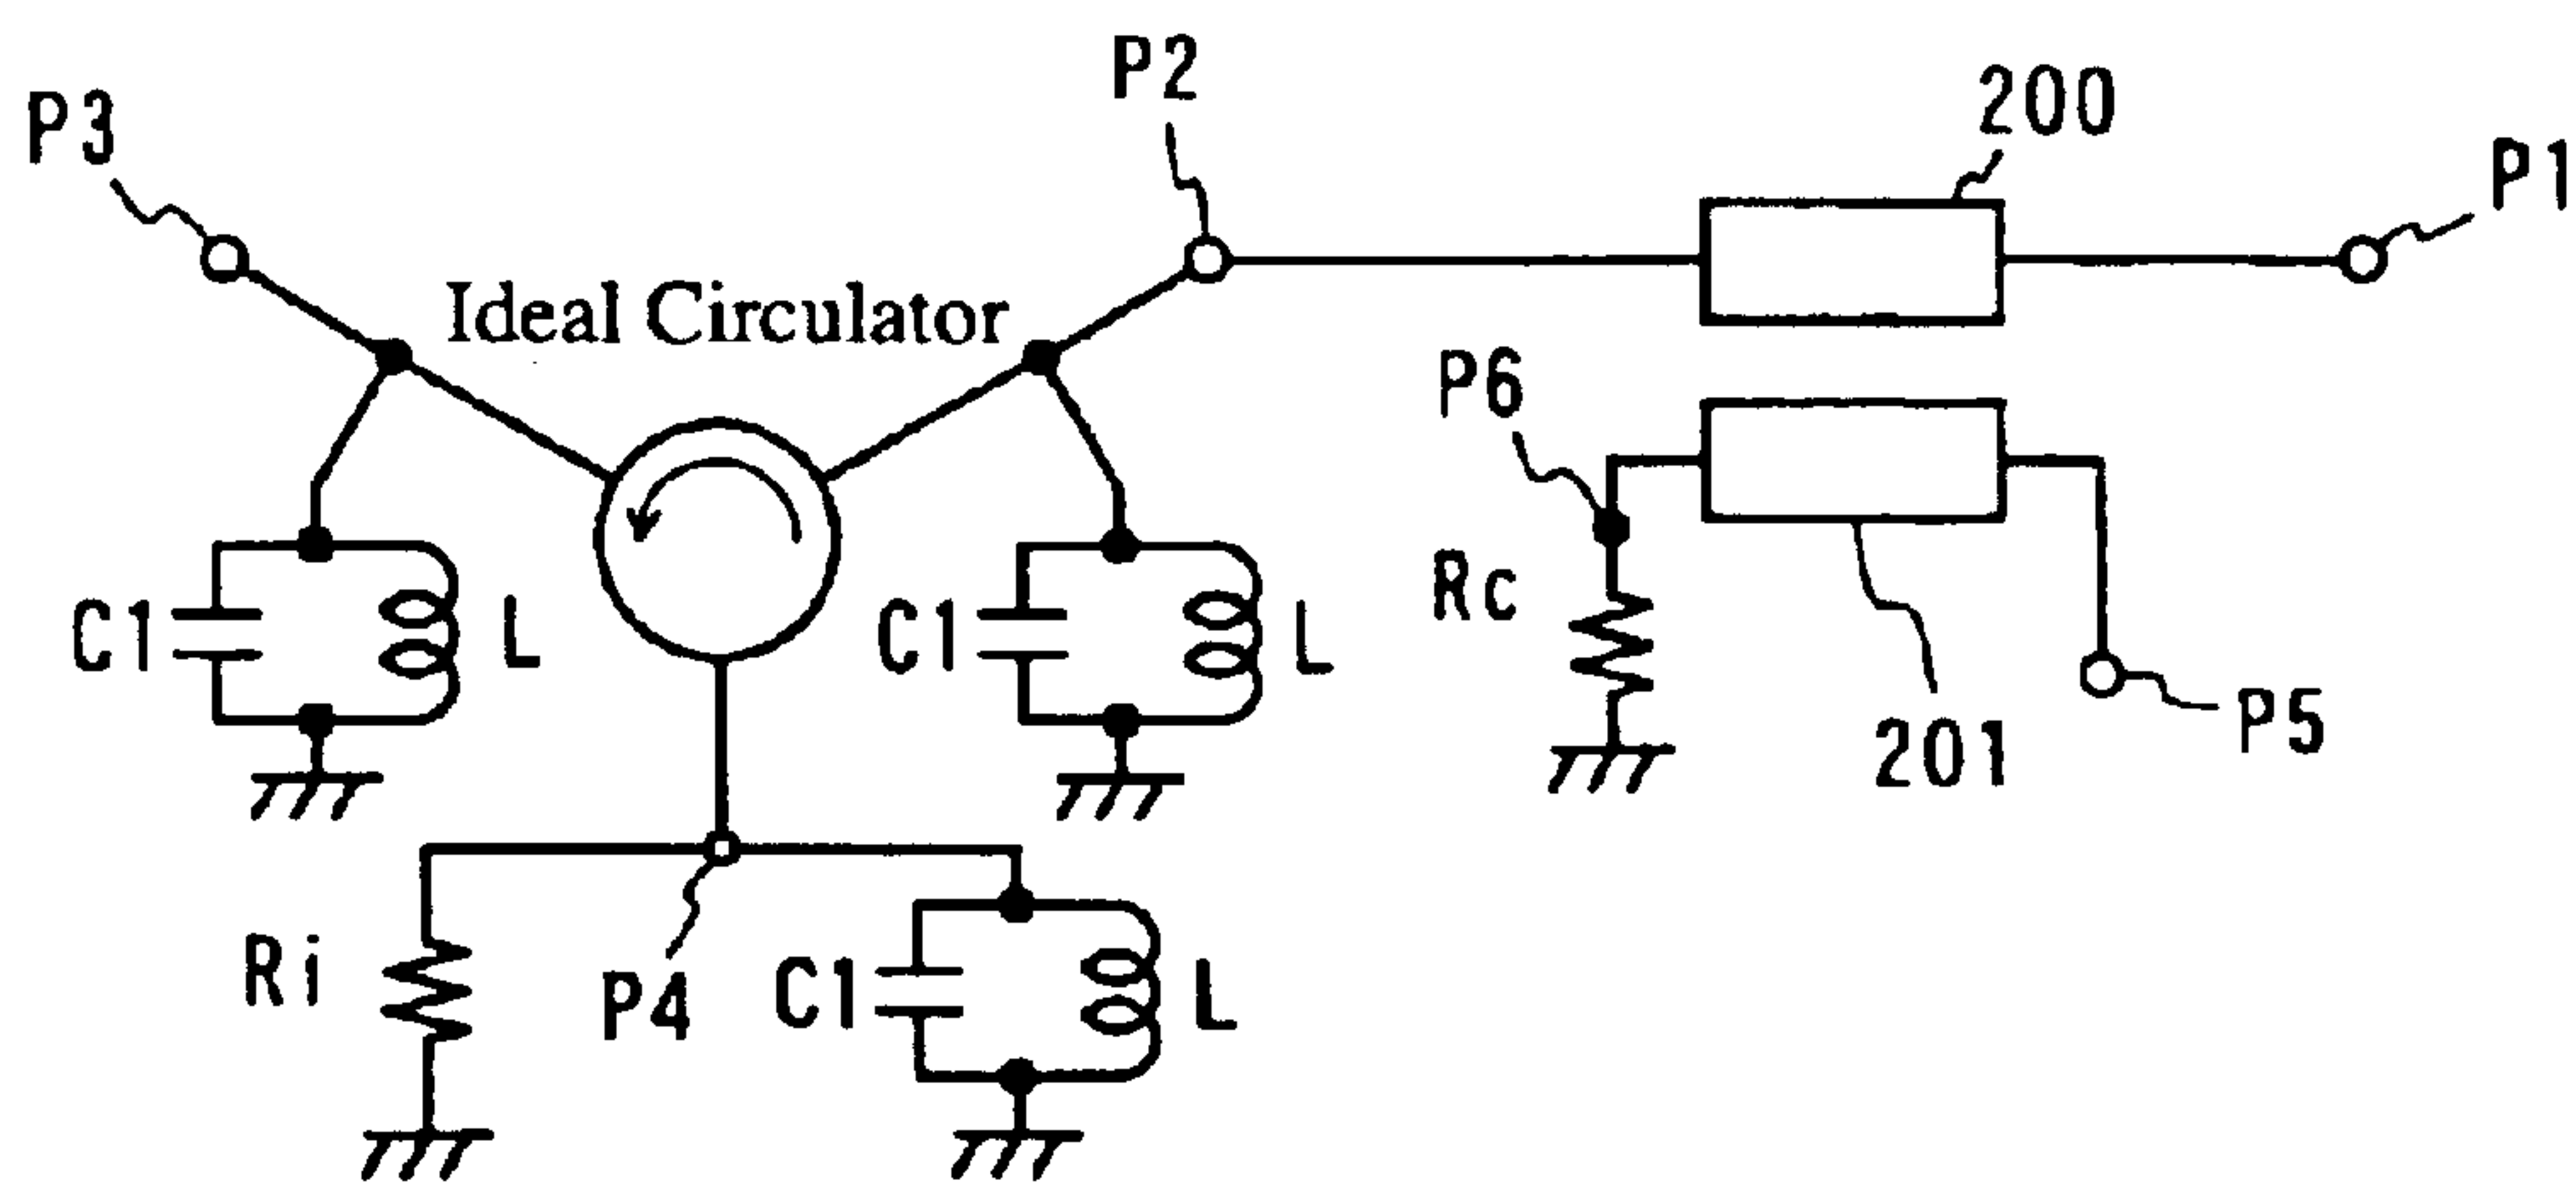 P2
200
P3
P1
Ideal Circulator
P6
C1
L
C1
L
Rc
201
P5
Ri
P4
C1
L